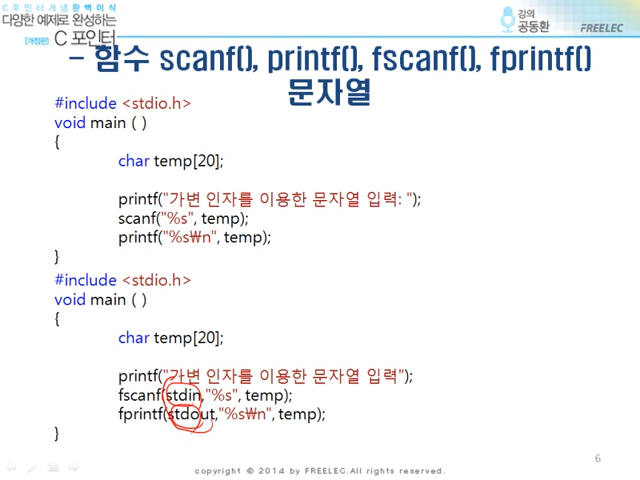 C 포인터개념 완벽이식
다양한 예제로 완성하는
[개정판] C 포인터
강의
공동환
FREELEC
- 함수 scanf(), printf(), fscanf(), fprintf()
문자열
#include <stdio.h>
void main ( )
{
char temp[20];
printf("가변 인자를 이용한 문자열 입력: ");
scanf("%s", temp);
printf("%s₩n", temp);
}
#include <stdio.h>
void main ( )
{
char temp[20];
printf("가변 인자를 이용한 문자열 입력");
fscanf(stdin,"%s", temp);
fprintf(stdout,"%s₩n", temp);
}
6
copyright © 2014 by FREELEC.All rights reserved.